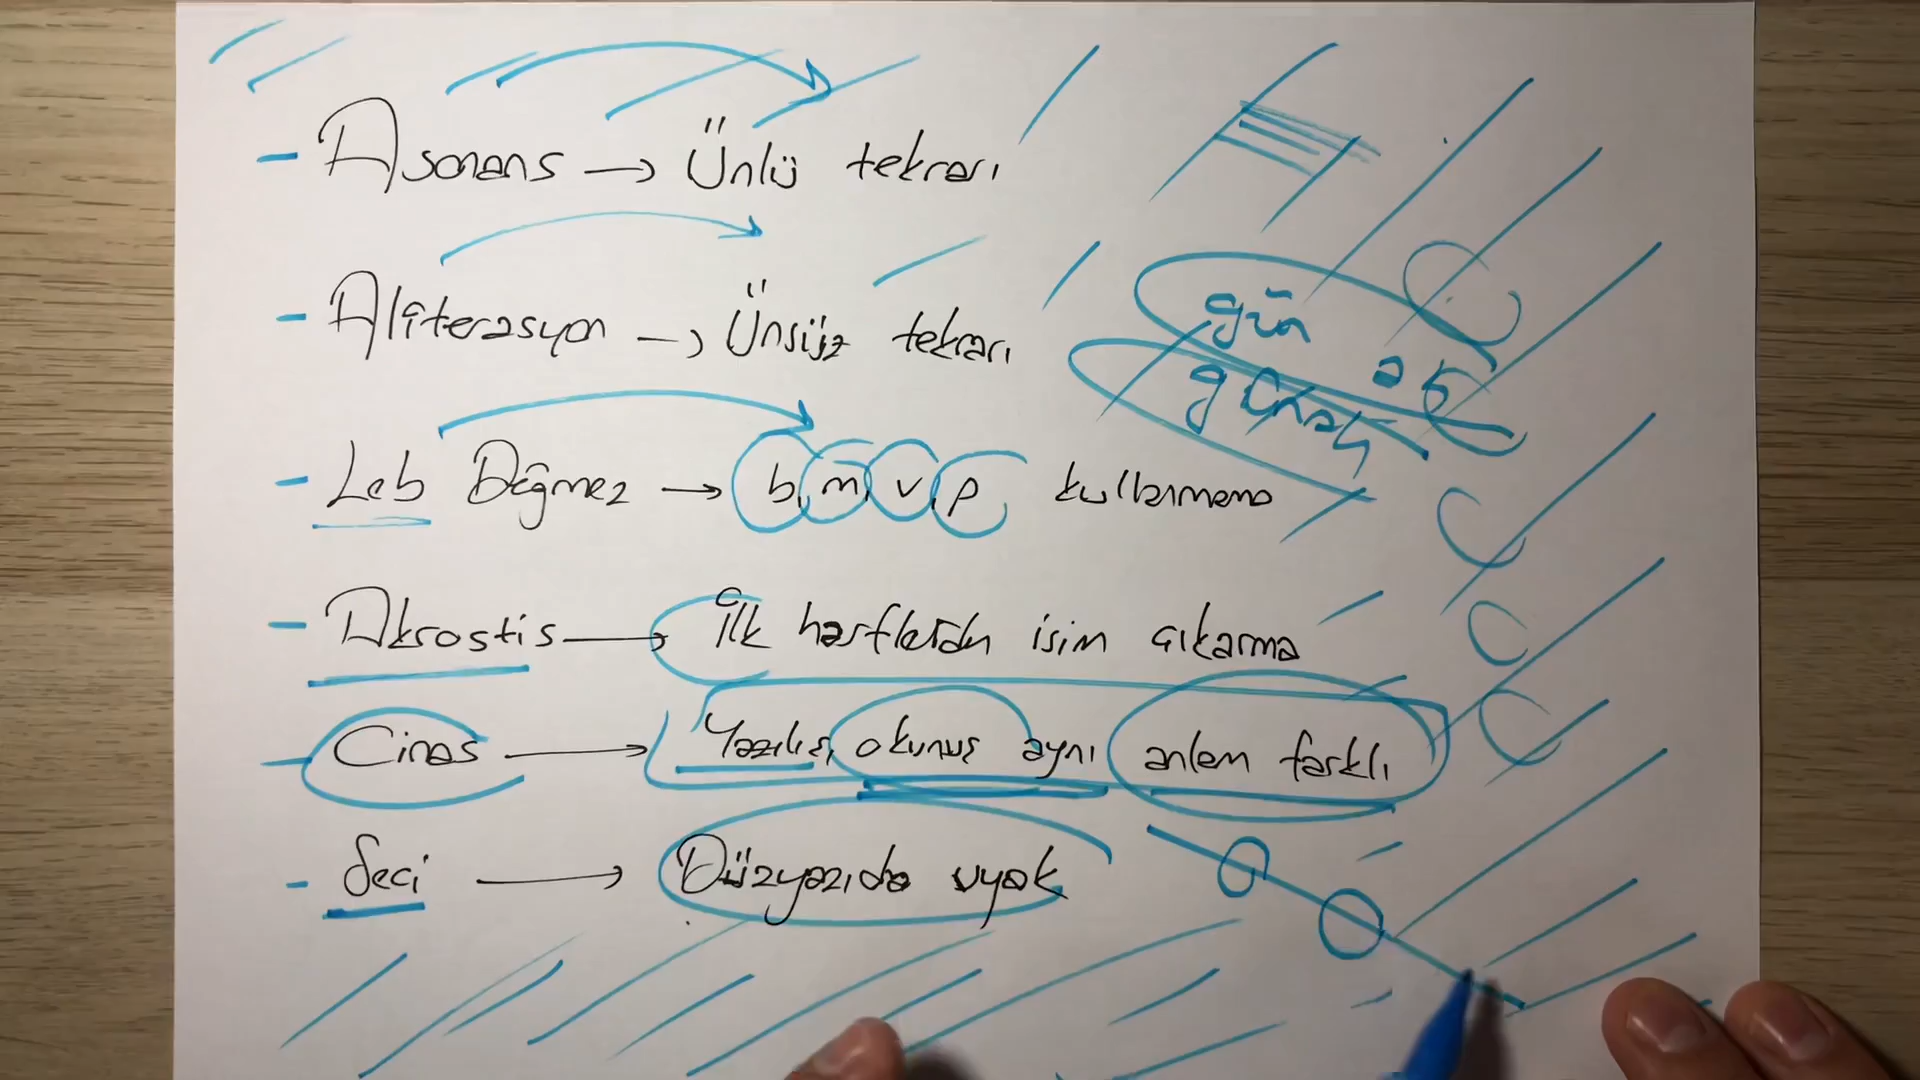 - Asonans → Ünlü tekrarı
- Aliterasyon → Ünsüz tekrarı
gün
günah
- Leb Değmez → b, m, v, p kullanmama
- Akrostis → İlk harflerden isim çıkarma
- Cinas → Yazılış, okunuş aynı anlam farklı
- Seci → Düzyazıda uyak